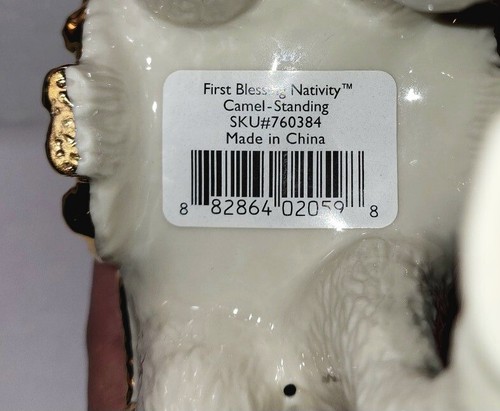 First Blessing Nativity™
Camel-Standing
SKU#760384
Made in China
8 82864 02059 8